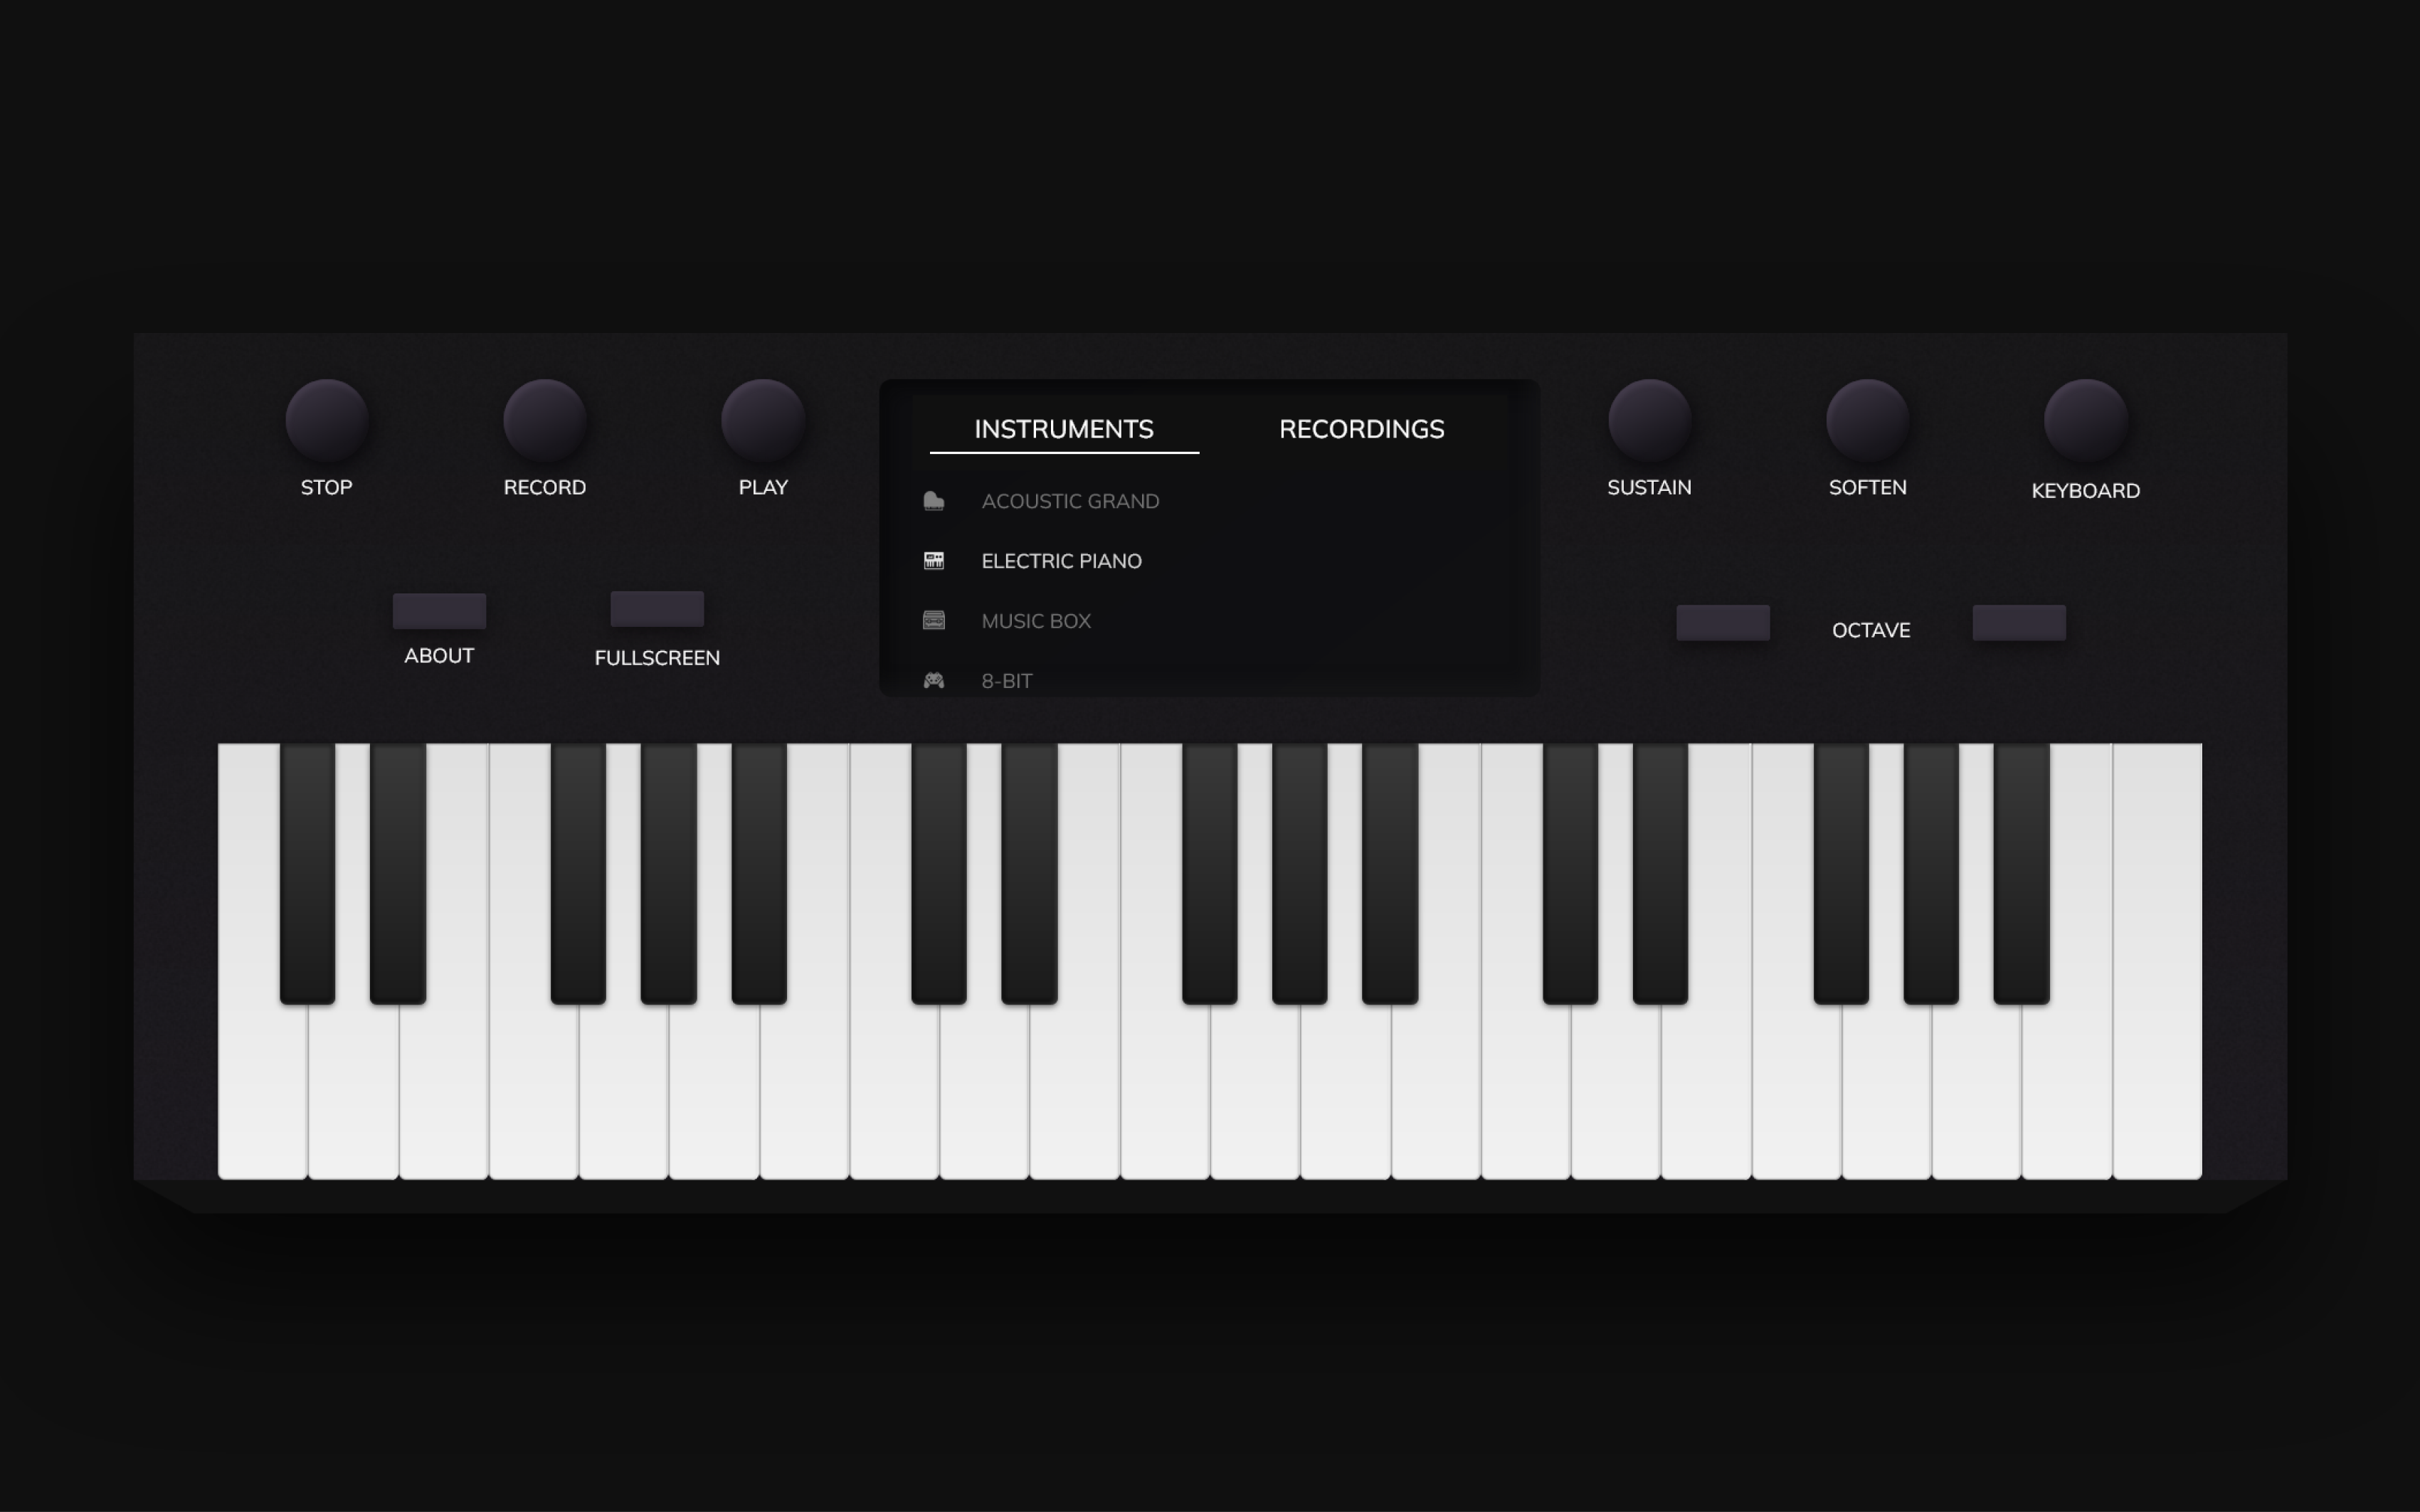 STOP
RECORD
PLAY
INSTRUMENTS
RECORDINGS
SUSTAIN
SOFTEN
KEYBOARD
ACOUSTIC GRAND
ELECTRIC PIANO
MUSIC BOX
8-BIT
ABOUT
FULLSCREEN
OCTAVE